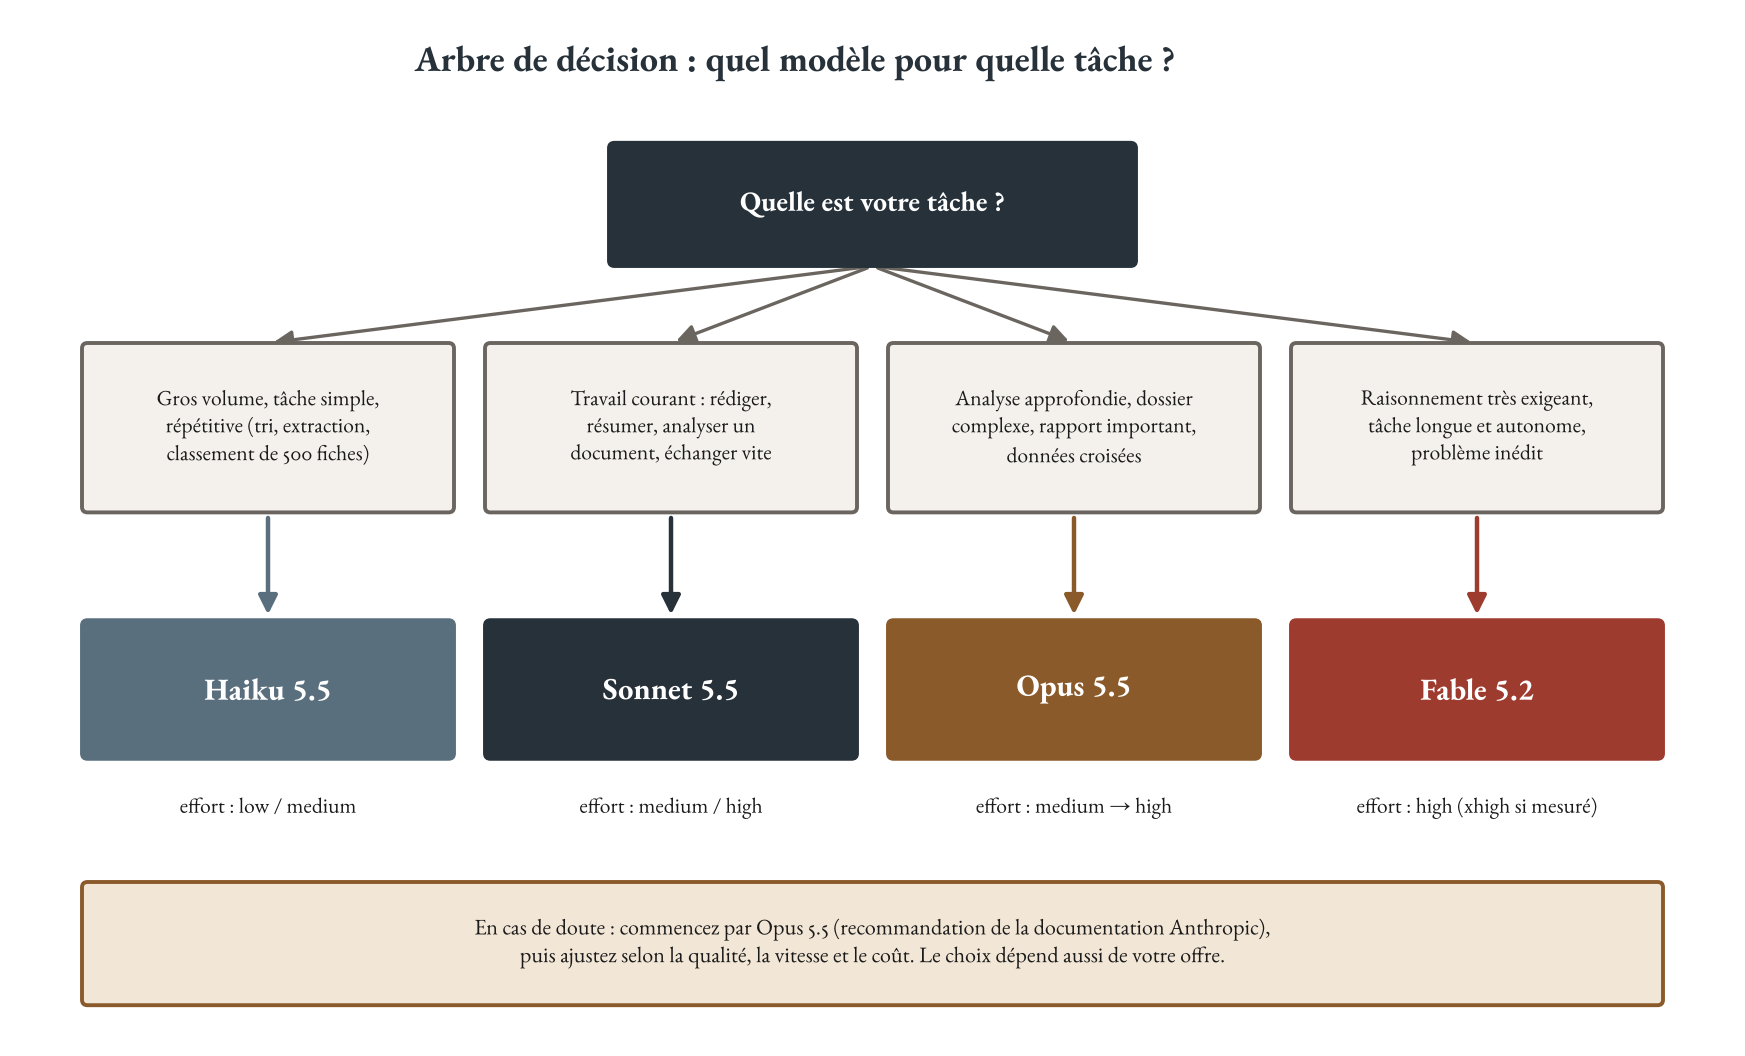 Arbre de décision : quel modèle pour quelle tâche ?
Quelle est votre tâche ?
Gros volume, tâche simple,
répétitive (tri, extraction,
classement de 500 fiches)
Travail courant : rédiger,
résumer, analyser un
document, échanger vite
Analyse approfondie, dossier
complexe, rapport important,
données croisées
Raisonnement très exigeant,
tâche longue et autonome,
problème inédit
Haiku 5.5
Sonnet 5.5
Opus 5.5
Fable 5.2
effort : low / medium
effort : medium / high
effort : medium → high
effort : high (xhigh si mesuré)
En cas de doute : commencez par Opus 5.5 (recommandation de la documentation Anthropic),
puis ajustez selon la qualité, la vitesse et le coût. Le choix dépend aussi de votre offre.